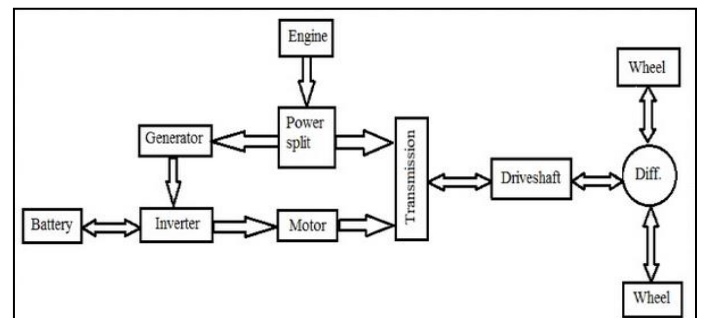 Engine
Wheel
Power
split
Generator
Transmission
Driveshaft
Diff.
Battery
Inverter
Motor
Wheel